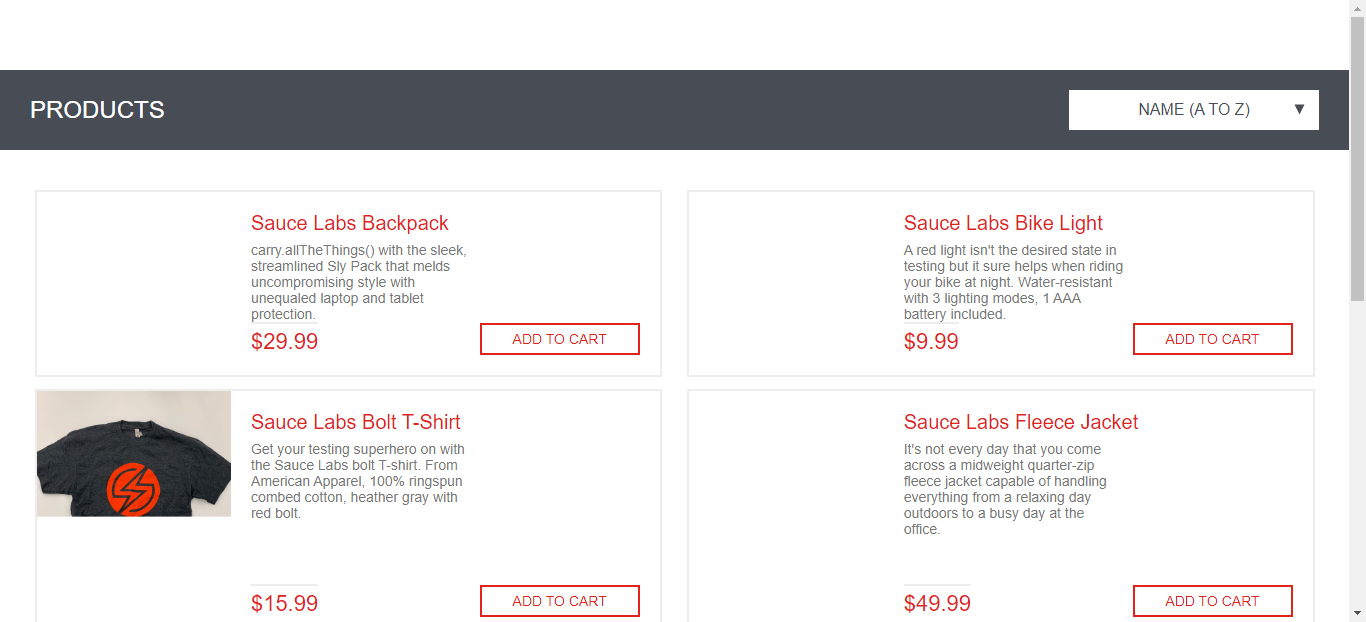 PRODUCTS
NAME (A TO Z)
Sauce Labs Backpack
carry.allTheThings() with the sleek,
streamlined Sly Pack that melds
uncompromising style with
unequaled laptop and tablet
protection.
$29.99
ADD TO CART
Sauce Labs Bike Light
A red light isn't the desired state in
testing but it sure helps when riding
your bike at night. Water-resistant
with 3 lighting modes, 1 AAA
battery included.
$9.99
ADD TO CART
Sauce Labs Bolt T-Shirt
Get your testing superhero on with
the Sauce Labs bolt T-shirt. From
American Apparel, 100% ringspun
combed cotton, heather gray with
red bolt.
$15.99
ADD TO CART
Sauce Labs Fleece Jacket
It's not every day that you come
across a midweight quarter-zip
fleece jacket capable of handling
everything from a relaxing day
outdoors to a busy day at the
office.
$49.99
ADD TO CART